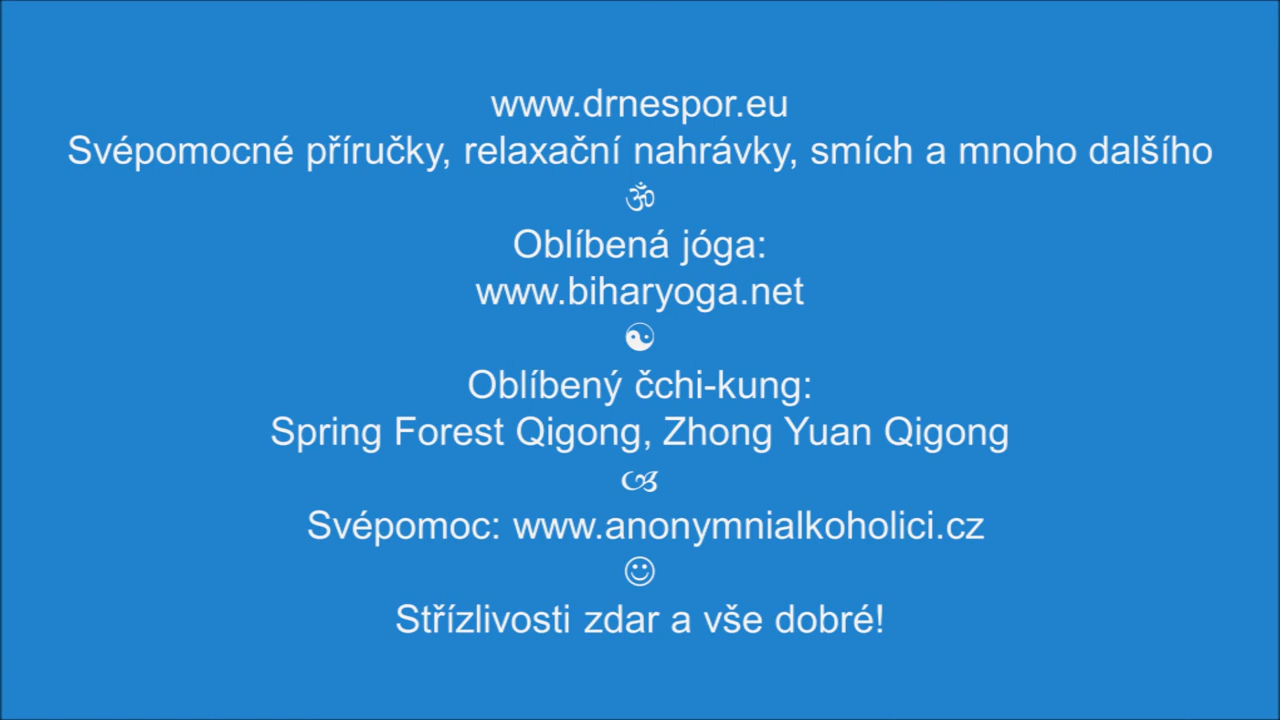 www.drnespor.eu
Svépomocné příručky, relaxační nahrávky, smích a mnoho dalšího
ॐ
Oblíbená jóga:
www.biharyoga.net
☯
Oblíbený čchi-kung:
Spring Forest Qigong, Zhong Yuan Qigong
Svépomoc: www.anonymnialkoholici.cz
☺
Střízlivosti zdar a vše dobré!